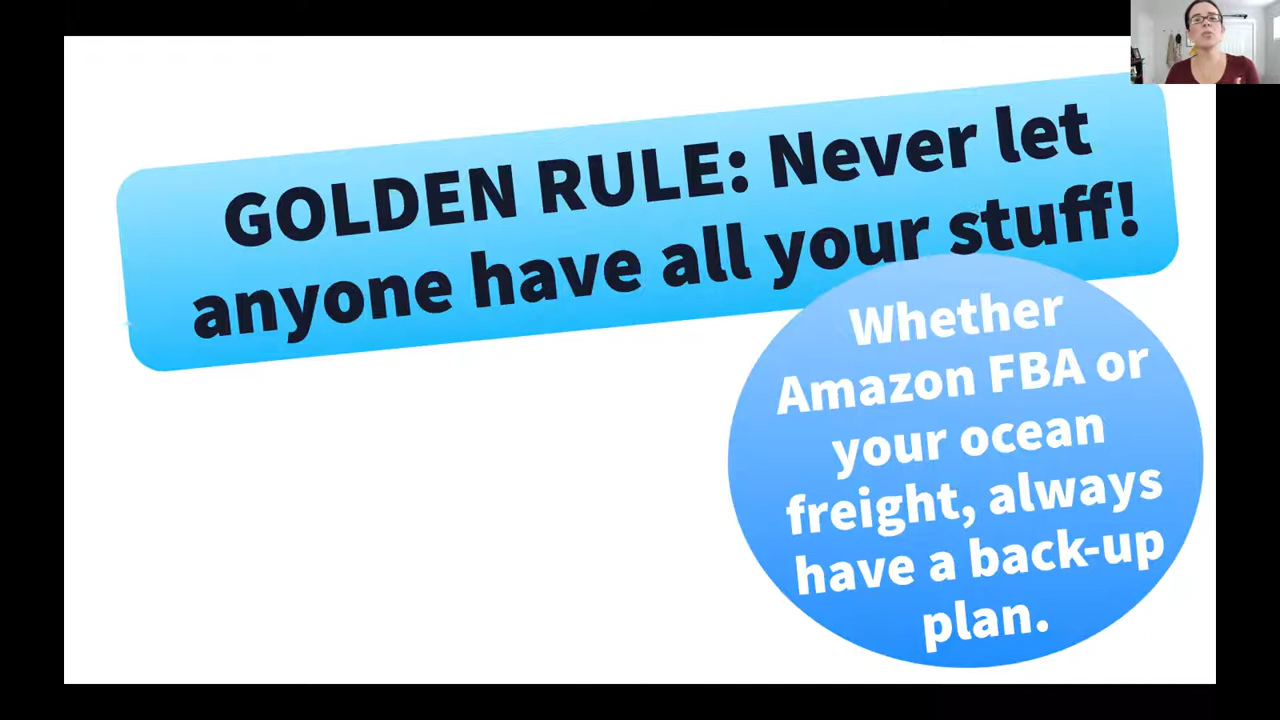 GOLDEN RULE: Never let
anyone have all your stuff!
Whether
Amazon FBA or
your ocean
freight, always
have a back-up
plan.